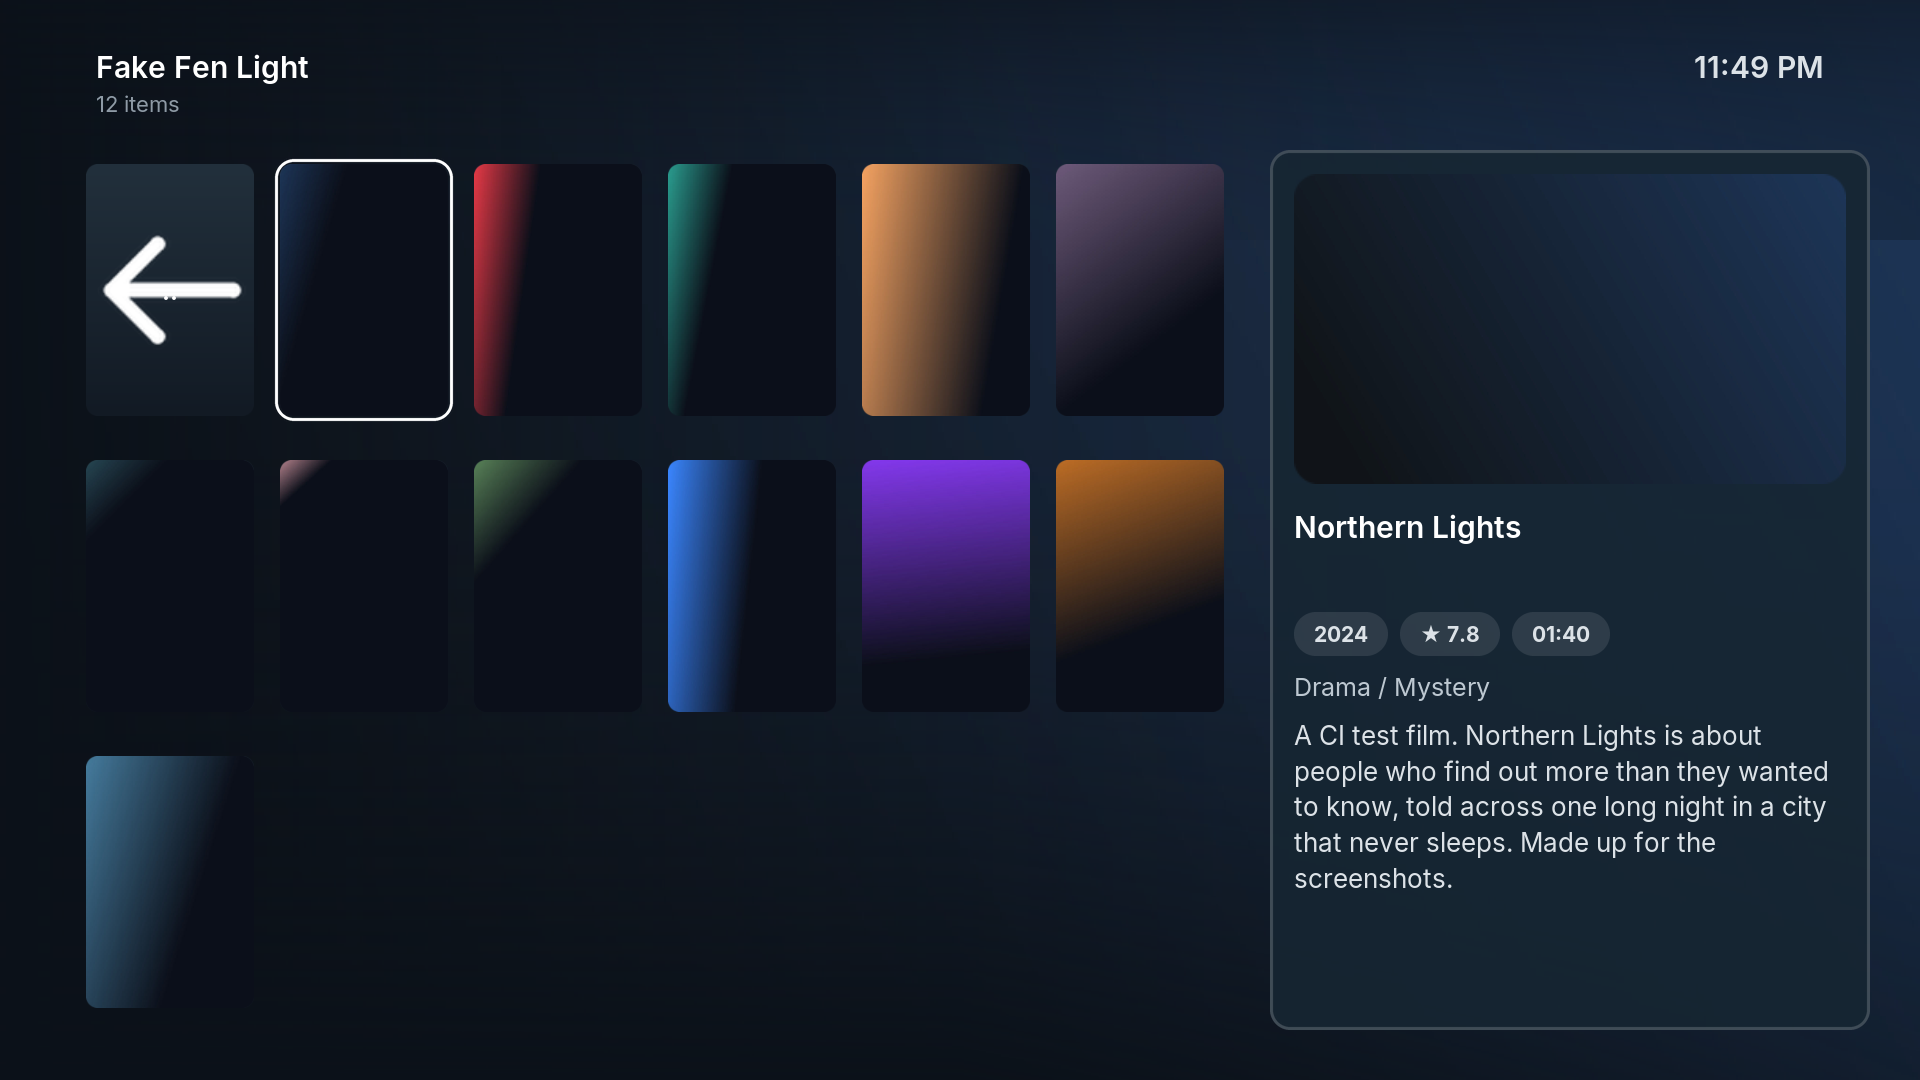 Fake Fen Light
12 items
11:49 PM
..
Northern Lights
2024
★ 7.8
01:40
Drama / Mystery
A CI test film. Northern Lights is about
people who find out more than they wanted
to know, told across one long night in a city
that never sleeps. Made up for the
screenshots.